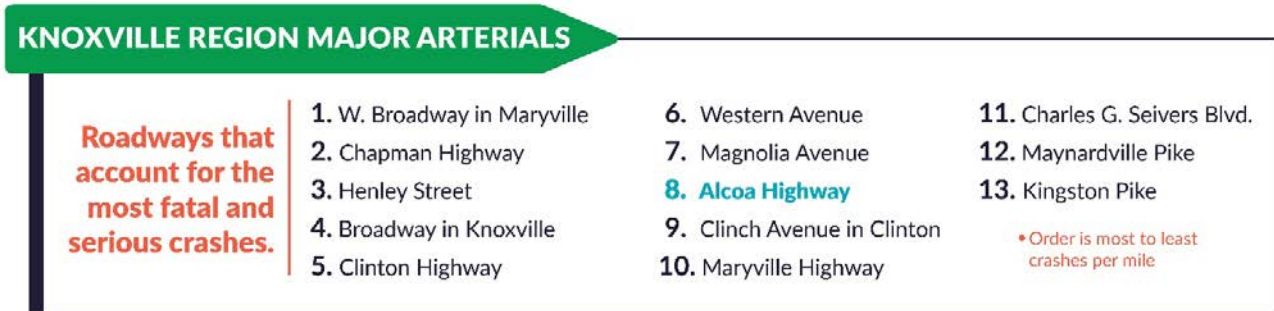 KNOXVILLE REGION MAJOR ARTERIALS
Roadways that
account for the
most fatal and
serious crashes.
1. W. Broadway in Maryville
2. Chapman Highway
3. Henley Street
4. Broadway in Knoxville
5. Clinton Highway
6. Western Avenue
7. Magnolia Avenue
8. Alcoa Highway
9. Clinch Avenue in Clinton
10. Maryville Highway
11. Charles G. Seivers Blvd.
12. Maynardville Pike
13. Kingston Pike
• Order is most to least
crashes per mile